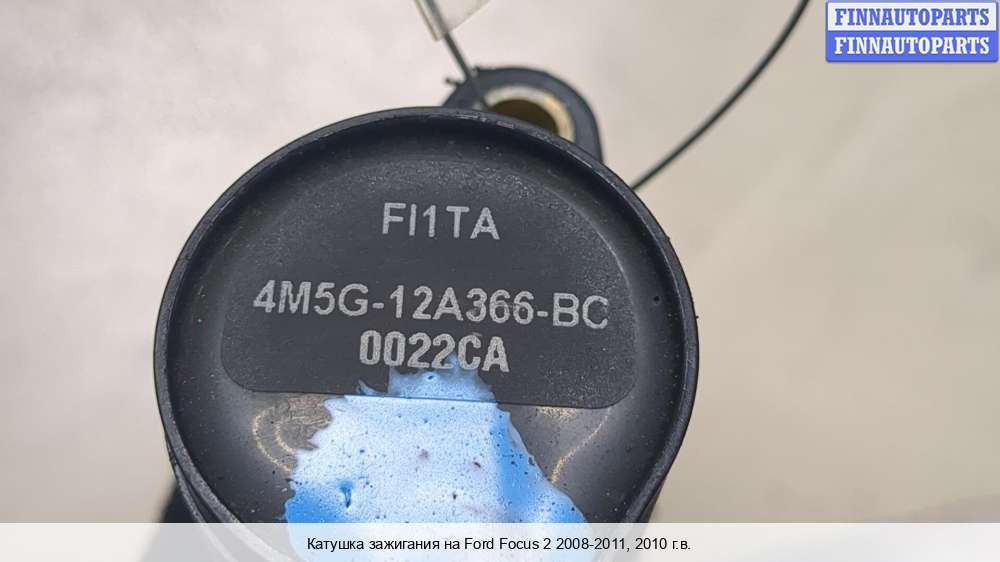 FINNAUTOPARTS
FINNAUTOPARTS
FI1TA
4M5G-12A366-BC
0022CA
Катушка зажигания на Ford Focus 2 2008-2011, 2010 г.в.